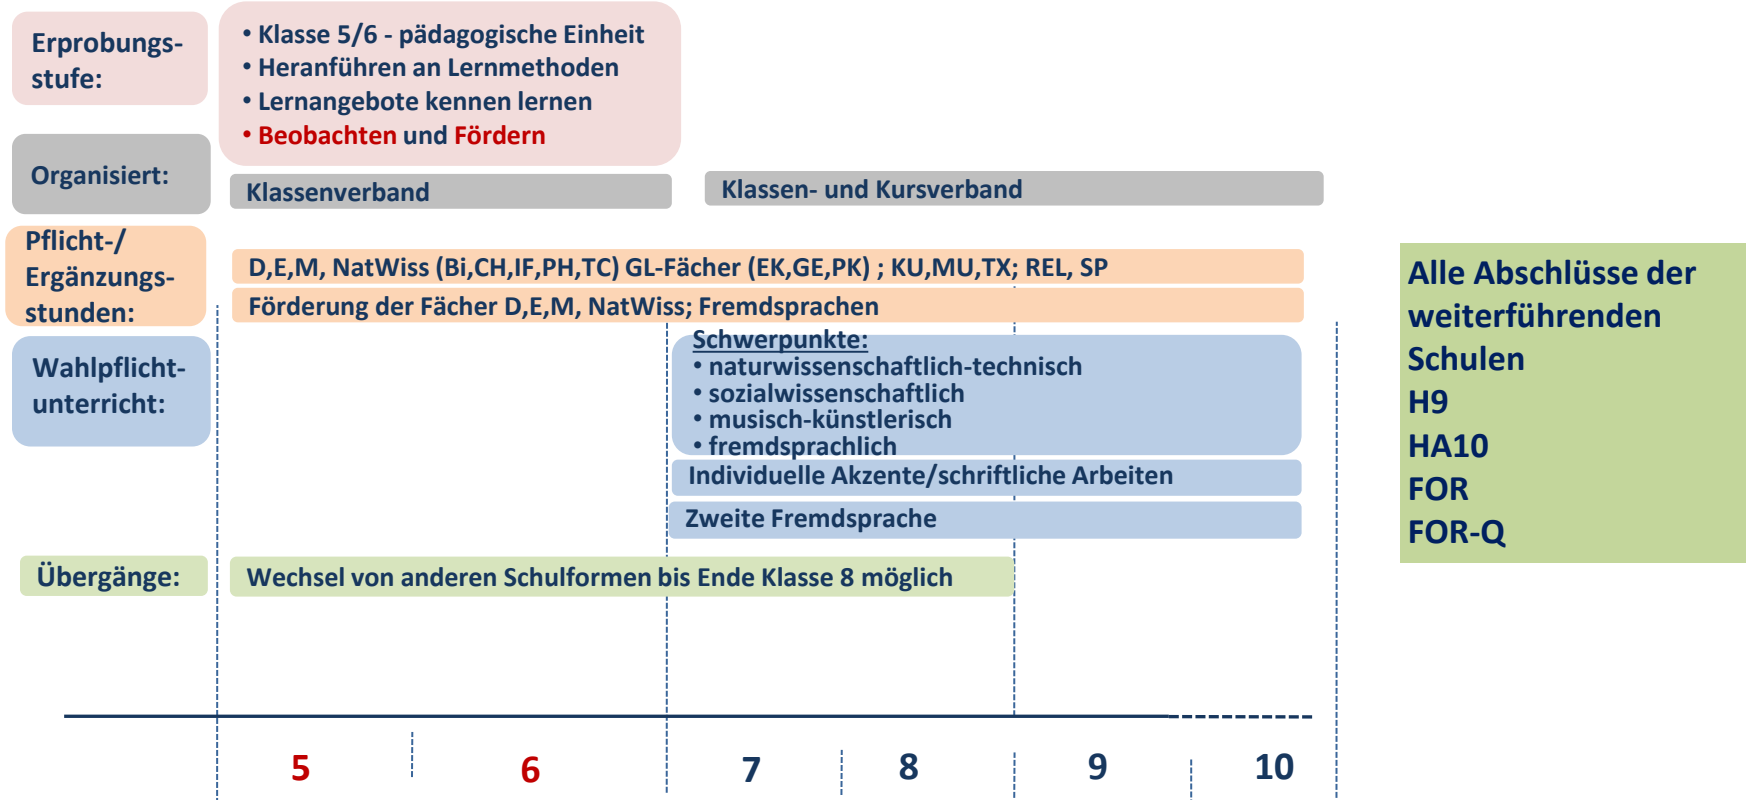 Erprobungs-
stufe:
• Klasse 5/6 - pädagogische Einheit
• Heranführen an Lernmethoden
• Lernangebote kennen lernen
• Beobachten und Fördern
Organisiert:
Klassenverband
Klassen- und Kursverband
Pflicht-/
Ergänzungs-
stunden:
D,E,M, NatWiss (Bi,CH,IF,PH,TC) GL-Fächer (EK,GE,PK) ; KU,MU,TX; REL, SP
Förderung der Fächer D,E,M, NatWiss; Fremdsprachen
Wahlpflicht-
unterricht:
Schwerpunkte:
• naturwissenschaftlich-technisch
• sozialwissenschaftlich
• musisch-künstlerisch
• fremdsprachlich
Individuelle Akzente/schriftliche Arbeiten
Zweite Fremdsprache
Übergänge:
Wechsel von anderen Schulformen bis Ende Klasse 8 möglich
Alle Abschlüsse der
weiterführenden
Schulen
H9
HA10
FOR
FOR-Q
5 6 7 8 9 10